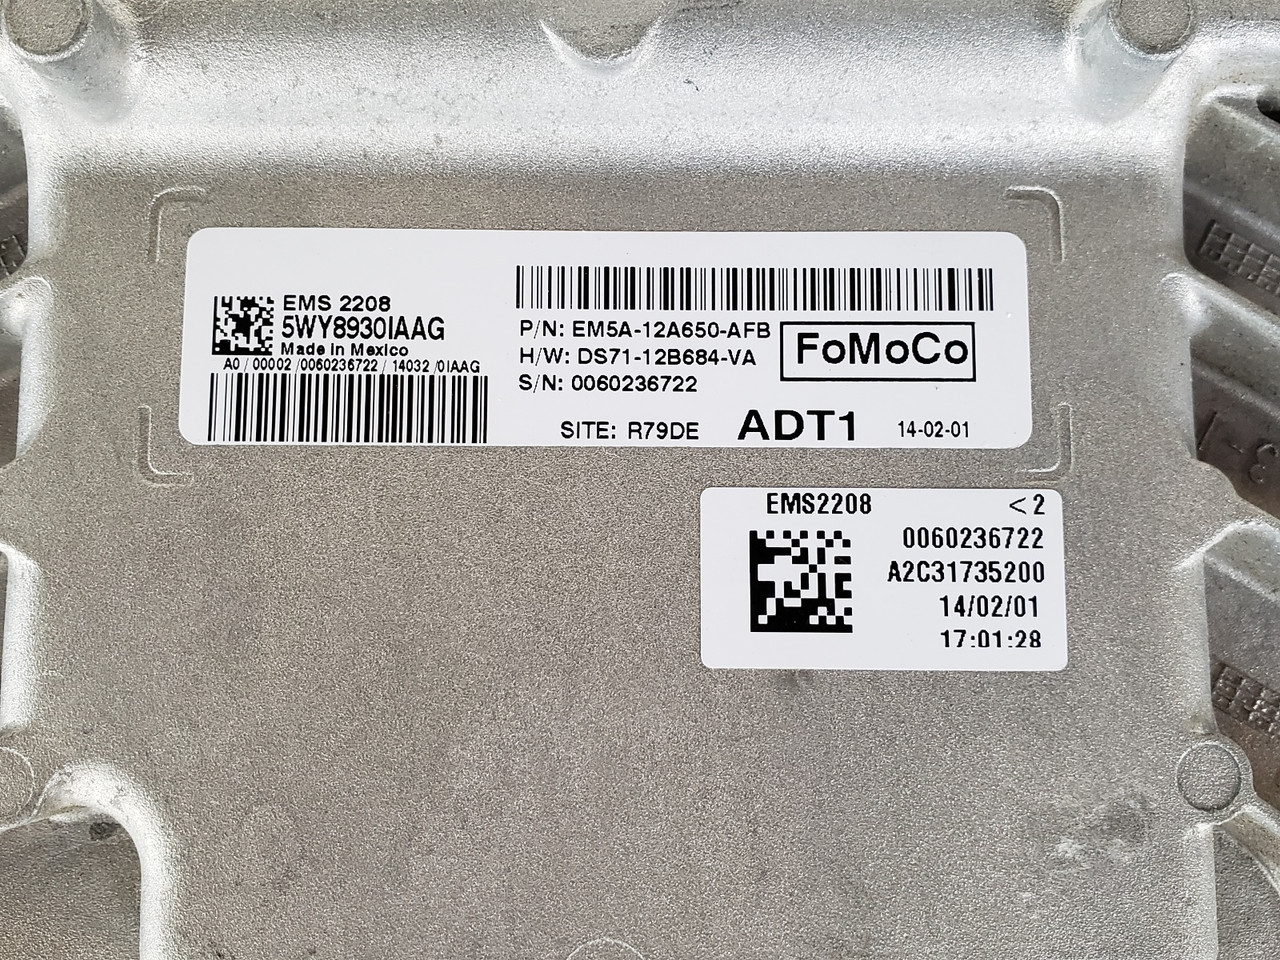 EMS 2208
5WY8930IAAG
Made in Mexico
A0 / 00002 /0060236722 / 14032 /0IAAG
P/N: EM5A-12A650-AFB
H/W: DS71-12B684-VA
S/N: 0060236722
FoMoCo
SITE: R79DE ADT1 14-02-01
EMS2208 <2
0060236722
A2C31735200
14/02/01
17:01:28